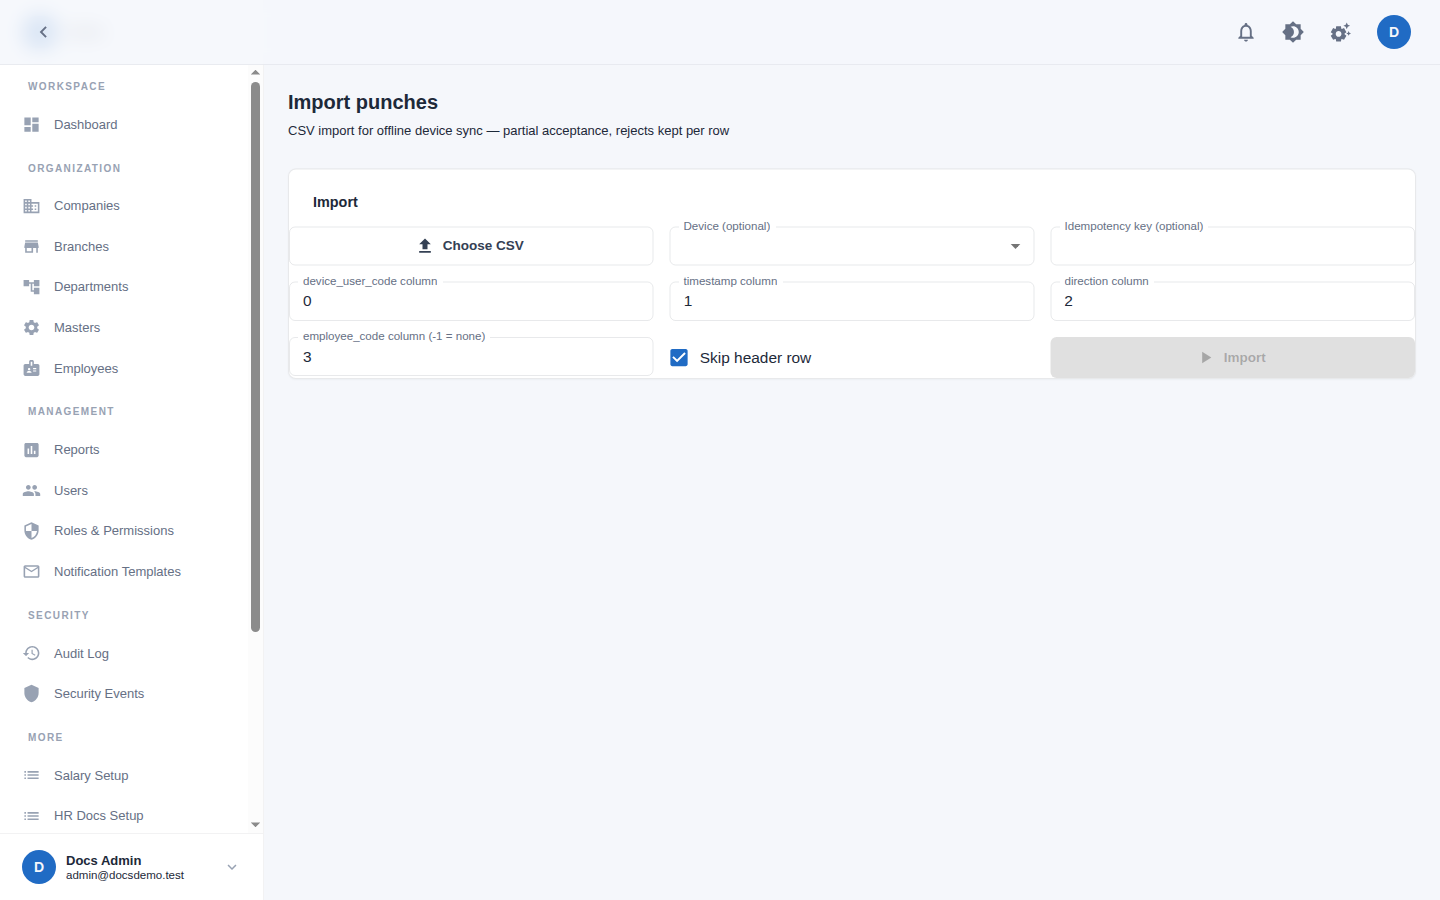 D
WORKSPACE
Dashboard
ORGANIZATION
Companies
Branches
Departments
Masters
Employees
MANAGEMENT
Reports
Users
Roles & Permissions
Notification Templates
SECURITY
Audit Log
Security Events
MORE
Salary Setup
HR Docs Setup
D
Docs Admin
admin@docsdemo.test
Import punches
CSV import for offline device sync — partial acceptance, rejects kept per row
Import
Choose CSV
Device (optional)
Idempotency key (optional)
device_user_code column
0
timestamp column
1
direction column
2
employee_code column (-1 = none)
3
Skip header row
Import